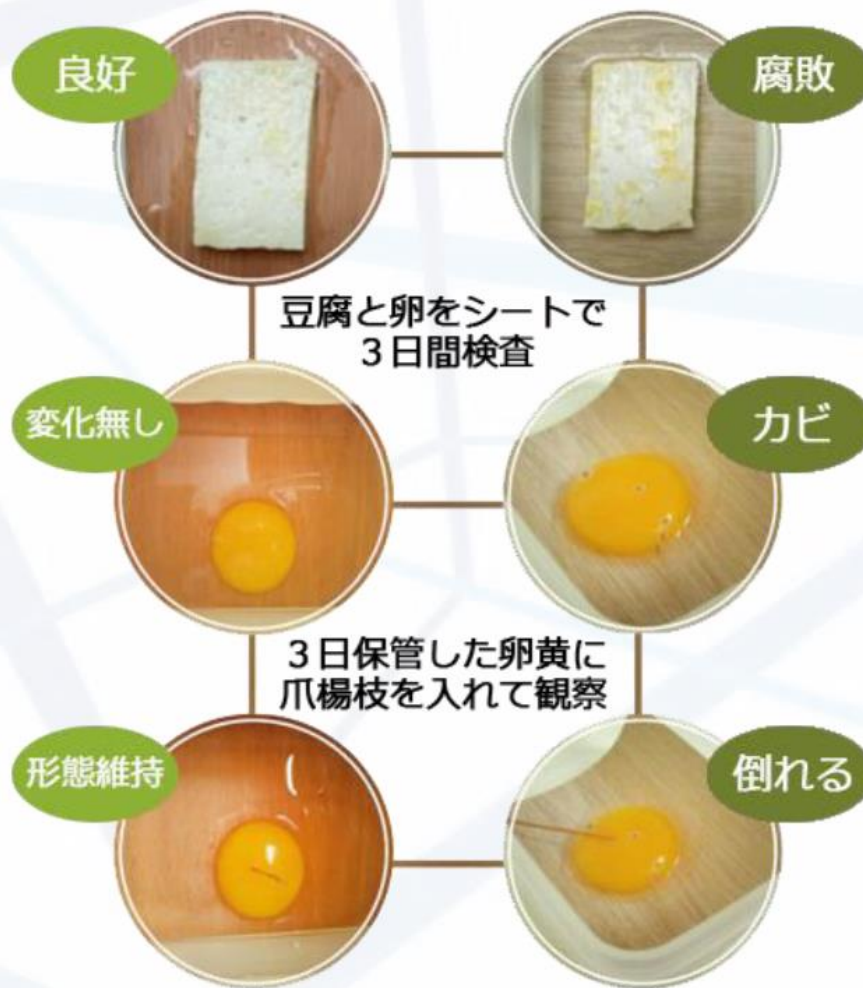 良好
腐敗
豆腐と卵をシートで
３日間検査
変化無し
カビ
３日保管した卵黄に
爪楊枝を入れて観察
形態維持
倒れる